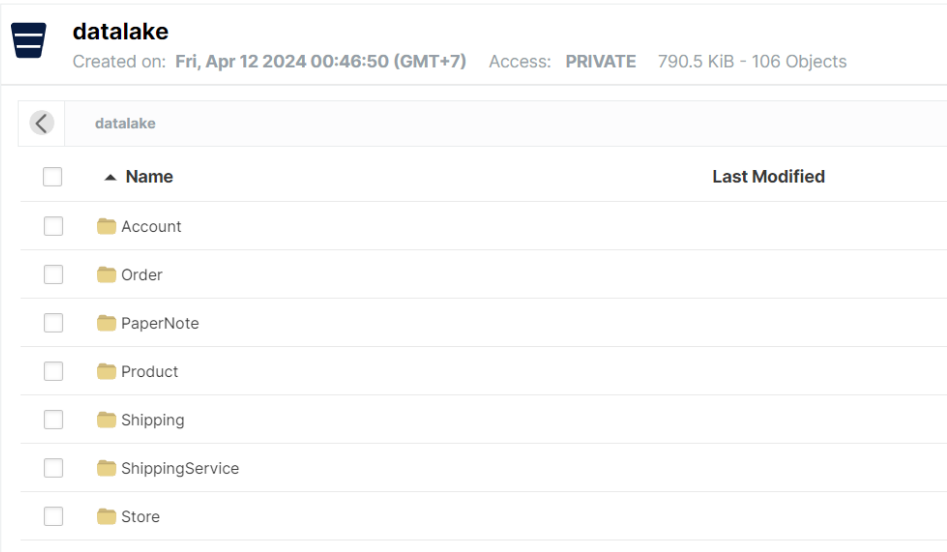 datalake
Created on: Fri, Apr 12 2024 00:46:50 (GMT+7) Access: PRIVATE 790.5 KiB - 106 Objects
datalake
Name Last Modified
Account
Order
PaperNote
Product
Shipping
ShippingService
Store